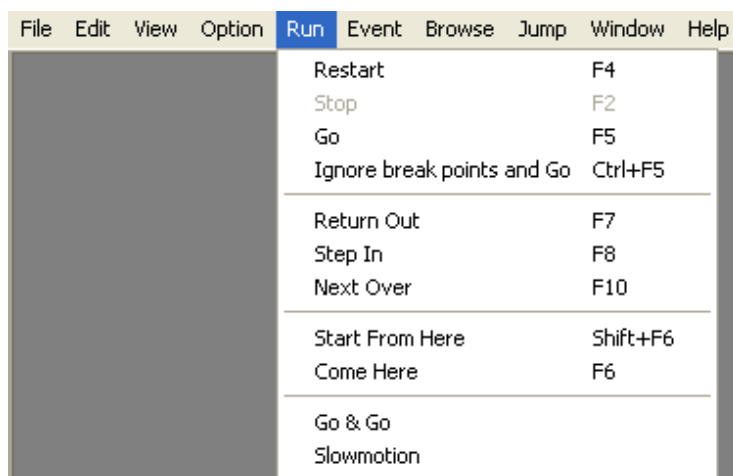 File Edit View Option Run Event Browse Jump Window Help
Restart F4
Stop F2
Go F5
Ignore break points and Go Ctrl+F5
Return Out F7
Step In F8
Next Over F10
Start From Here Shift+F6
Come Here F6
Go & Go
Slowmotion